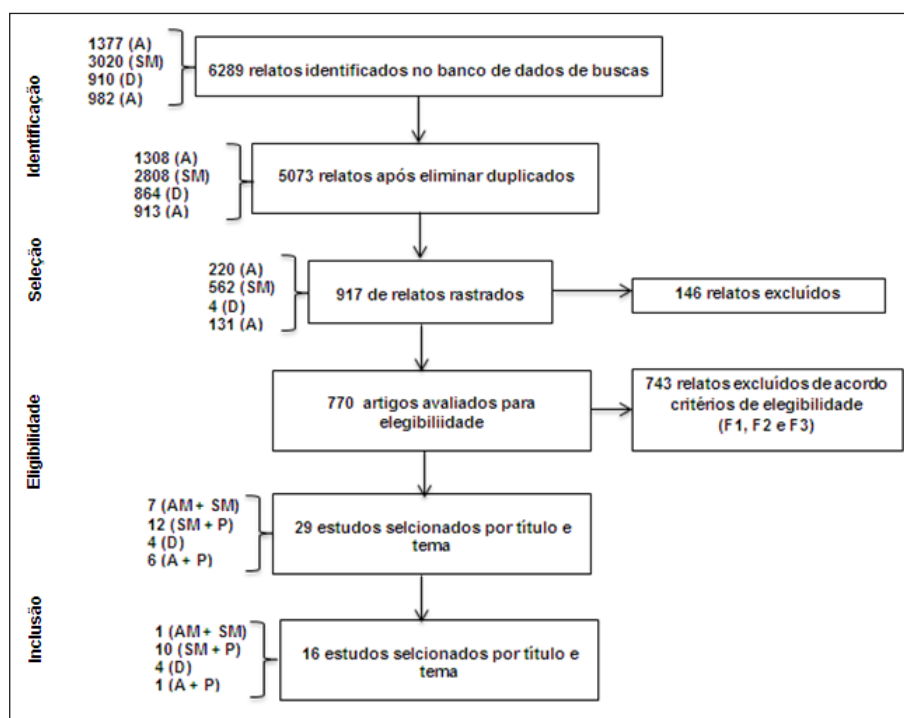 Identificação
1377 (A)
3020 (SM)
910 (D)
982 (A)
6289 relatos identificados no banco de dados de buscas
1308 (A)
2808 (SM)
864 (D)
913 (A)
5073 relatos após eliminar duplicados
Seleção
220 (A)
562 (SM)
4 (D)
131 (A)
917 de relatos rastrados
146 relatos excluídos
Eligibilidade
770 artigos avaliados para
elegibiliidade
743 relatos excluídos de acordo
critérios de elegibilidade
(F1, F2 e F3)
7 (AM + SM)
12 (SM + P)
4 (D)
6 (A + P)
29 estudos selcionados por título e
tema
Inclusão
1 (AM + SM)
10 (SM + P)
4 (D)
1 (A + P)
16 estudos selcionados por título e
tema